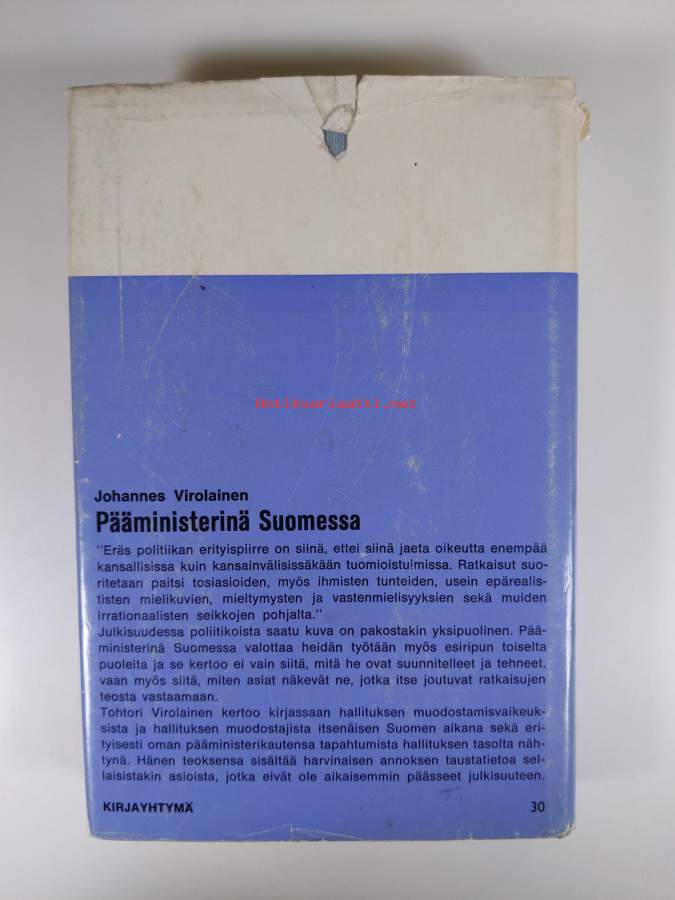 Antikvariaatti.net
Johannes Virolainen
Pääministerinä Suomessa
"Eräs politiikan erityispiirre on siinä, ettei siinä jaeta oikeutta enempää
kansallisissa kuin kansainvälisissäkään tuomioistuimissa. Ratkaisut suo-
ritetaan paitsi tosiasioiden, myös ihmisten tunteiden, usein epärealis-
tisten mielikuvien, mieltymysten ja vastenmielisyyksien sekä muiden
irrationaalisten seikkojen pohjalta."
Julkisuudessa poliitikoista saatu kuva on pakostakin yksipuolinen. Pää-
ministerinä Suomessa valottaa heidän työtään myös esiripun toiselta
puoleita ja se kertoo ei vain siitä, mitä he ovat suunnitelleet ja tehneet,
vaan myös siitä, miten asiat näkevät ne, jotka itse joutuvat ratkaisujen
teosta vastaamaan.
Tohtori Virolainen kertoo kirjassaan hallituksen muodostamisvaikeuk-
sista ja hallituksen muodostajista itsenäisen Suomen aikana sekä eri-
tyisesti oman pääministerikautensa tapahtumista hallituksen tasolta näh-
tynä. Hänen teoksensa sisältää harvinaisen annoksen taustatietoa sel-
laisistakin asioista, jotka eivät ole aikaisemmin päässeet julkisuuteen.
KIRJAYHTYMÄ
30